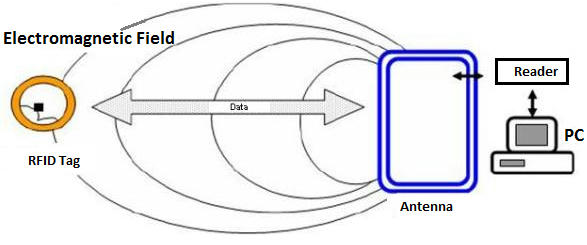 Electromagnetic Field
Data
RFID Tag
Antenna
Reader
PC